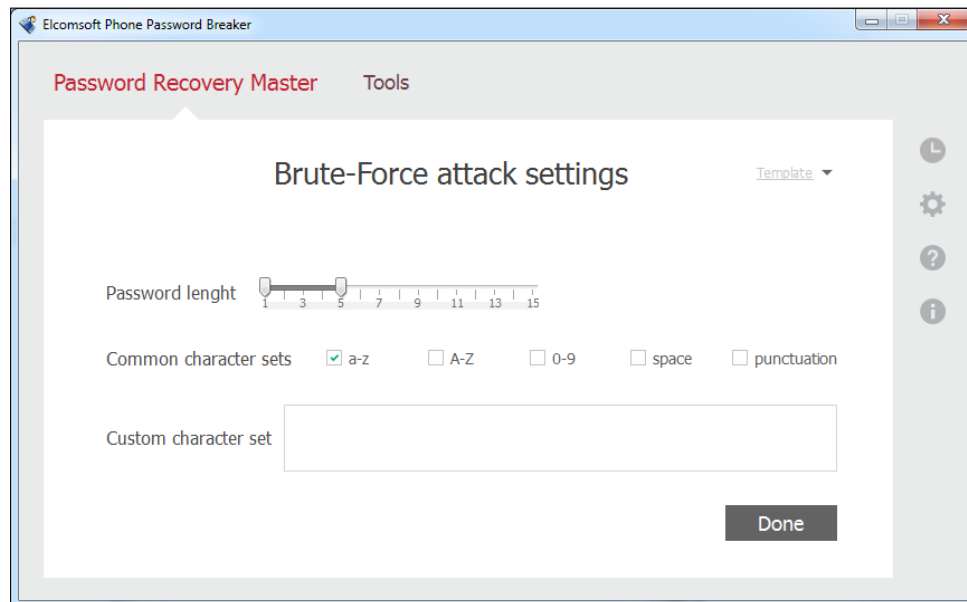 Elcomsoft Phone Password Breaker
Password Recovery Master Tools
Brute-Force attack settings Template
Password lenght
1 3 5 7 9 11 13 15
Common character sets a-z A-Z 0-9 space punctuation
Custom character set
Done